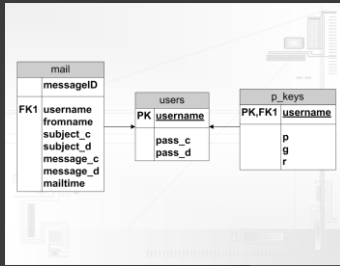 mail
messageID
FK1 username
fromname
subject_c
subject_d
message_c
message_d
mailtime
users
PK username
pass_c
pass_d
p_keys
PK,FK1 username
p
g
r